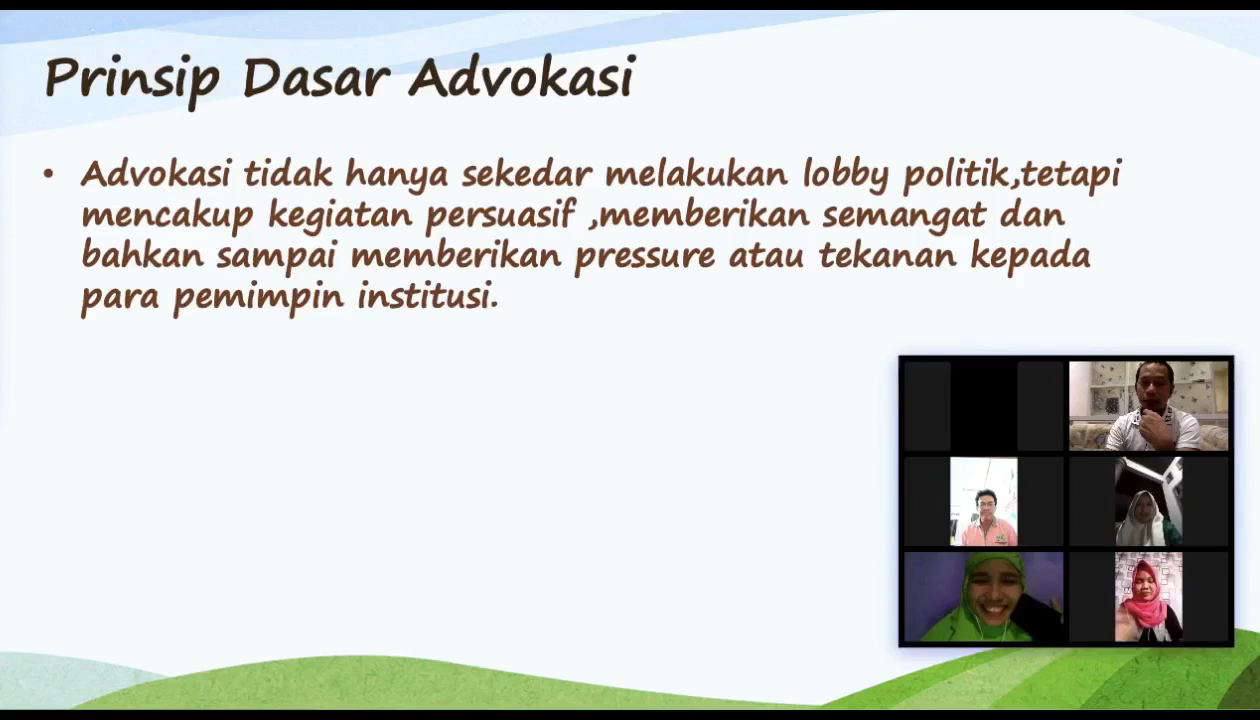 Prinsip Dasar Advokasi
• Advokasi tidak hanya sekedar melakukan lobby politik,tetapi
mencakup kegiatan persuasif ,memberikan semangat dan
bahkan sampai memberikan pressure atau tekanan kepada
para pemimpin institusi.